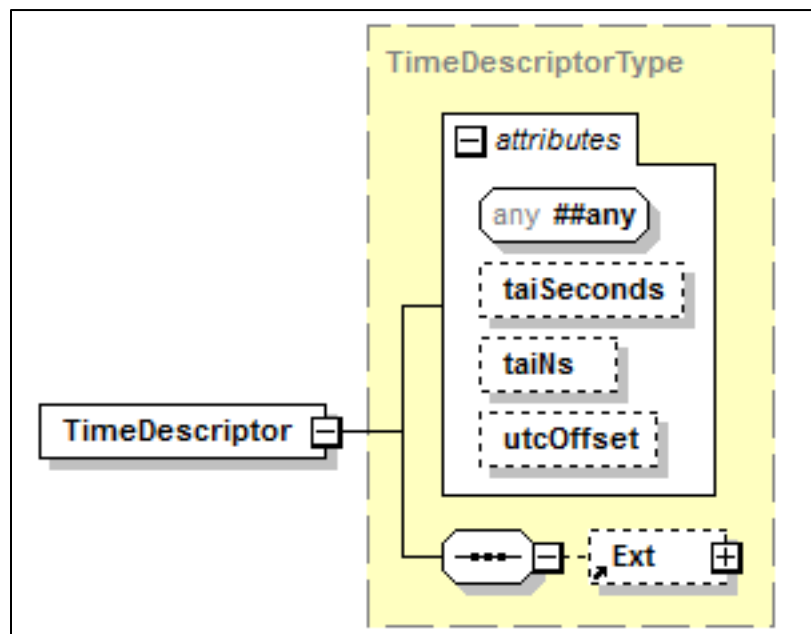 TimeDescriptorType
attributes
any ##any
taiSeconds
taiNs
utcOffset
TimeDescriptor
Ext